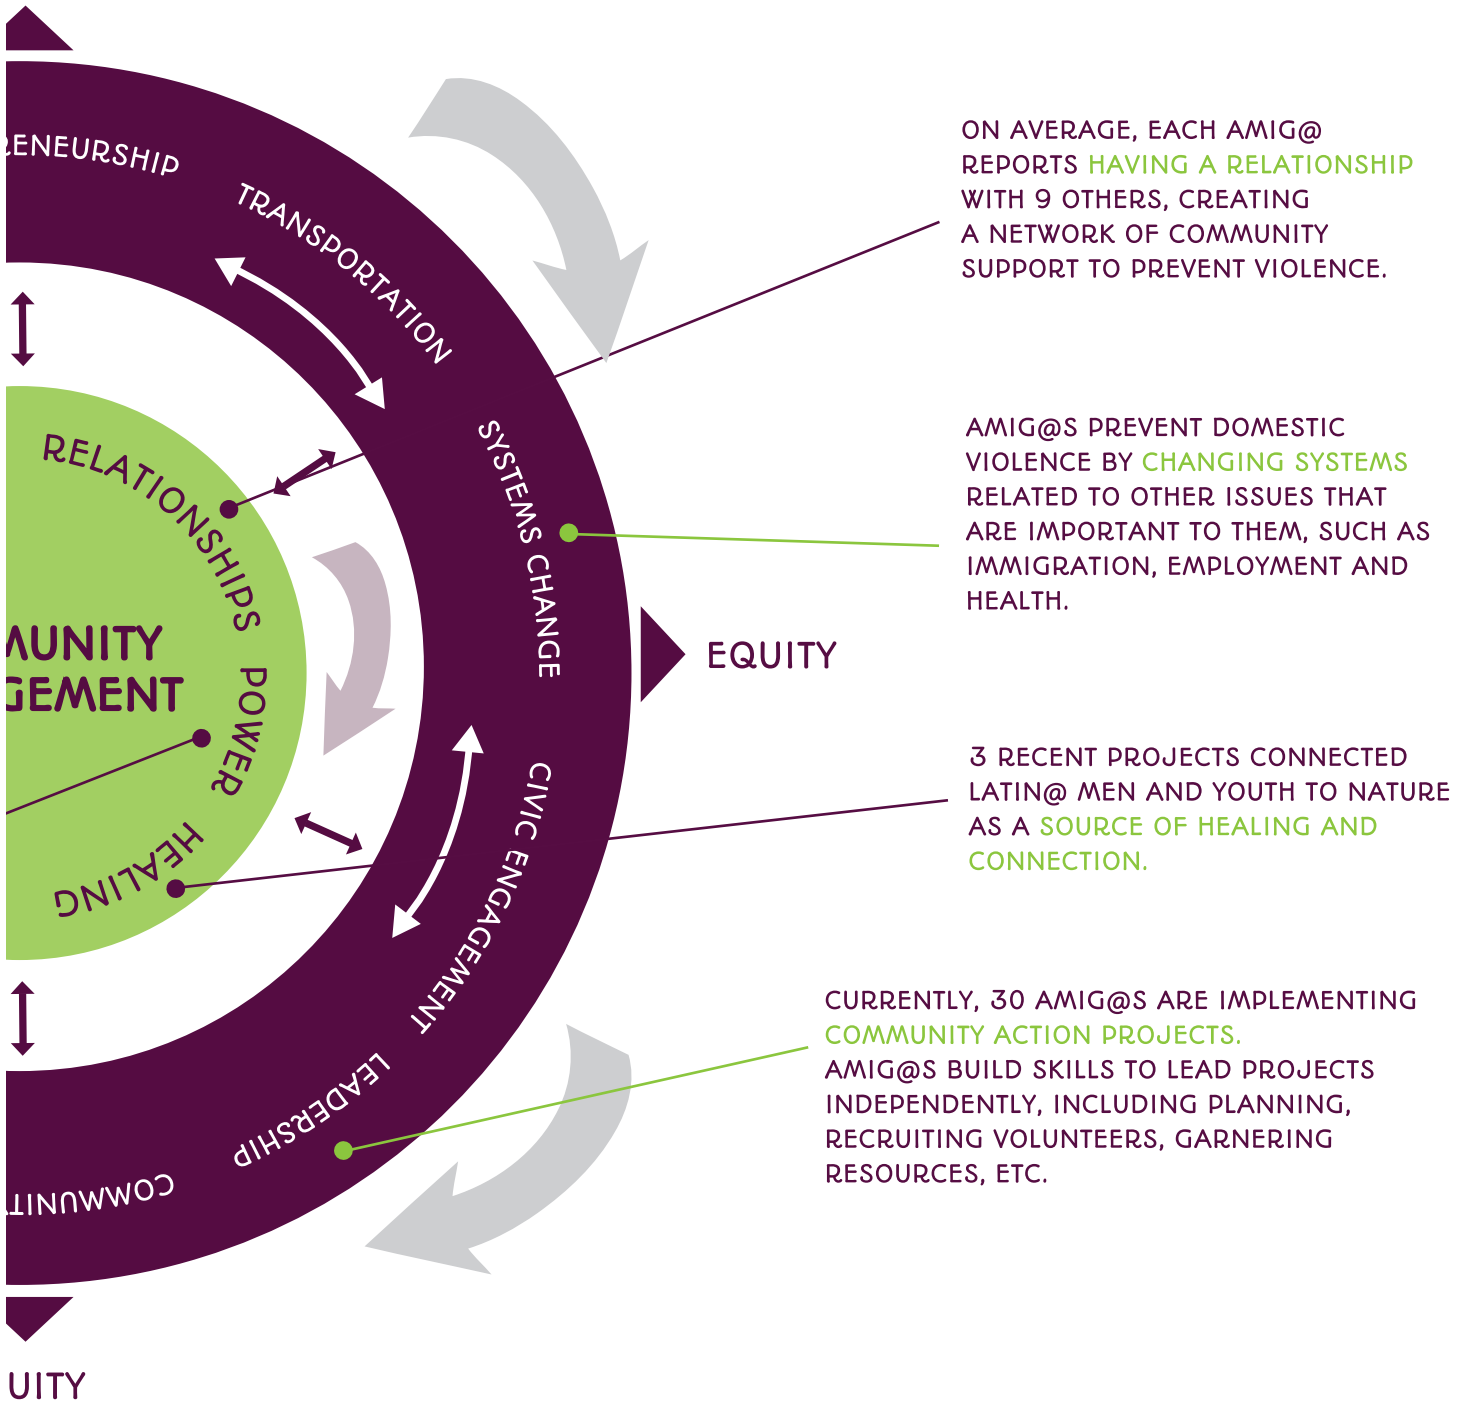 RENEURSHIP
TRANSPORTATION
SYSTEMS CHANGE
CIVIC ENGAGEMENT
LEADERSHIP
COMMUNIT
RELATIONSHIPS
POWER
HEALING
MUNITY
GEMENT
EQUITY
UITY
ON AVERAGE, EACH AMIG@
REPORTS HAVING A RELATIONSHIP
WITH 9 OTHERS, CREATING
A NETWORK OF COMMUNITY
SUPPORT TO PREVENT VIOLENCE.
AMIG@S PREVENT DOMESTIC
VIOLENCE BY CHANGING SYSTEMS
RELATED TO OTHER ISSUES THAT
ARE IMPORTANT TO THEM, SUCH AS
IMMIGRATION, EMPLOYMENT AND
HEALTH.
3 RECENT PROJECTS CONNECTED
LATIN@ MEN AND YOUTH TO NATURE
AS A SOURCE OF HEALING AND
CONNECTION.
CURRENTLY, 30 AMIG@S ARE IMPLEMENTING
COMMUNITY ACTION PROJECTS.
AMIG@S BUILD SKILLS TO LEAD PROJECTS
INDEPENDENTLY, INCLUDING PLANNING,
RECRUITING VOLUNTEERS, GARNERING
RESOURCES, ETC.